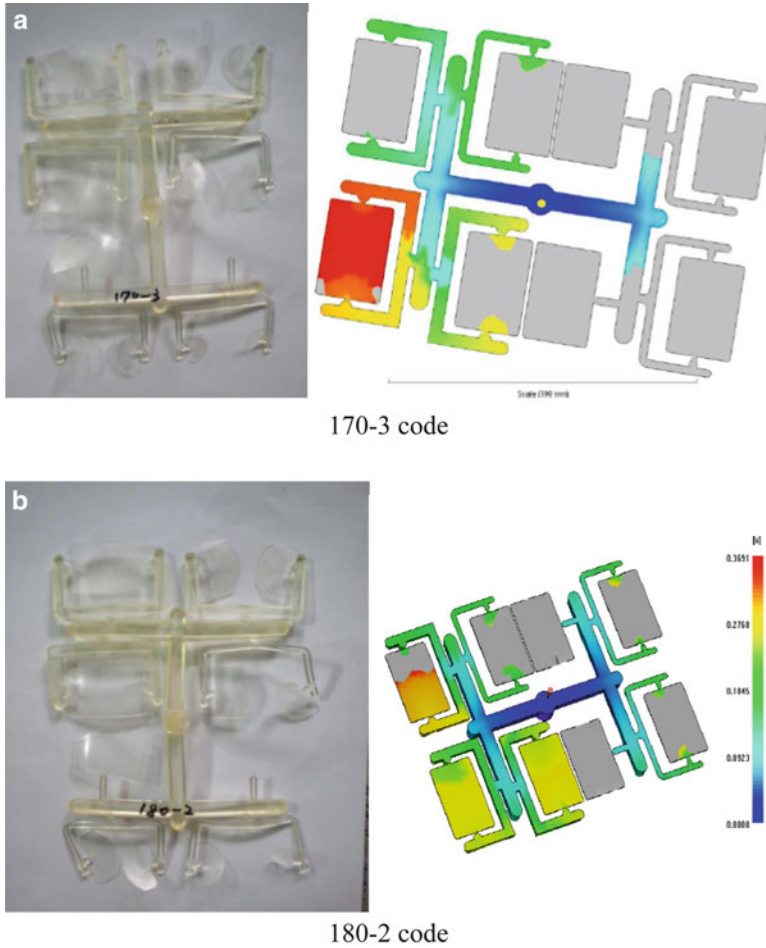 a
170-3
Scale (100 mm)
170-3 code
b
180-2
[s]
0.3691
0.2768
0.1845
0.0923
0.0000
180-2 code